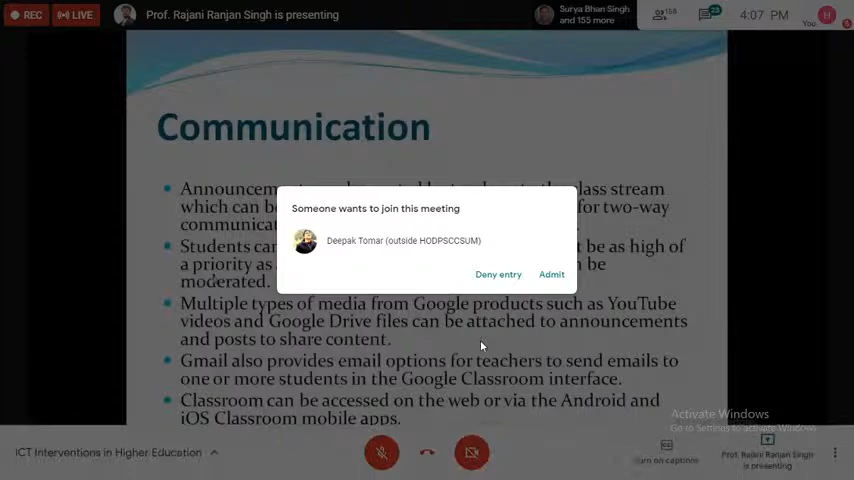 REC
LIVE
Prof. Rajani Ranjan Singh is presenting
Surya Bhan Singh
and 155 more
156
23
4:07 PM
You
H
Communication
Someone wants to join this meeting
Deepak Tomar (outside HODPSCCSUM)
Deny entry
Admit
lass stream
which can b
for two-way
communicat
Students can
t be as high of
a priority as
n be
moderated.
Multiple types of media from Google products such as YouTube
videos and Google Drive files can be attached to announcements
and posts to share content.
Gmail also provides email options for teachers to send emails to
one or more students in the Google Classroom interface.
Classroom can be accessed on the web or via the Android and
iOS Classroom mobile apps.
Activate Windows
Go to Settings to activate Windows.
ICT Interventions in Higher Education
Turn on captions
Prof. Rajani Ranjan Singh
is presenting